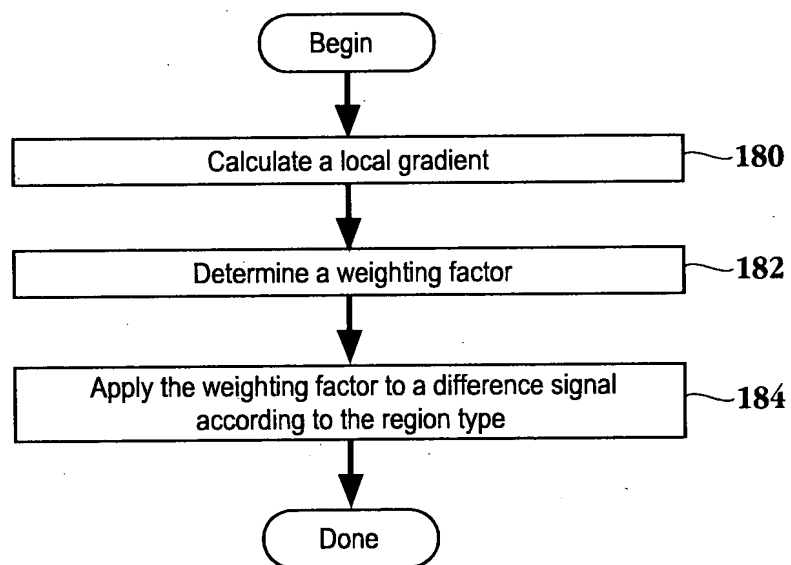 Begin
Calculate a local gradient
180
Determine a weighting factor
182
Apply the weighting factor to a difference signal
according to the region type
184
Done